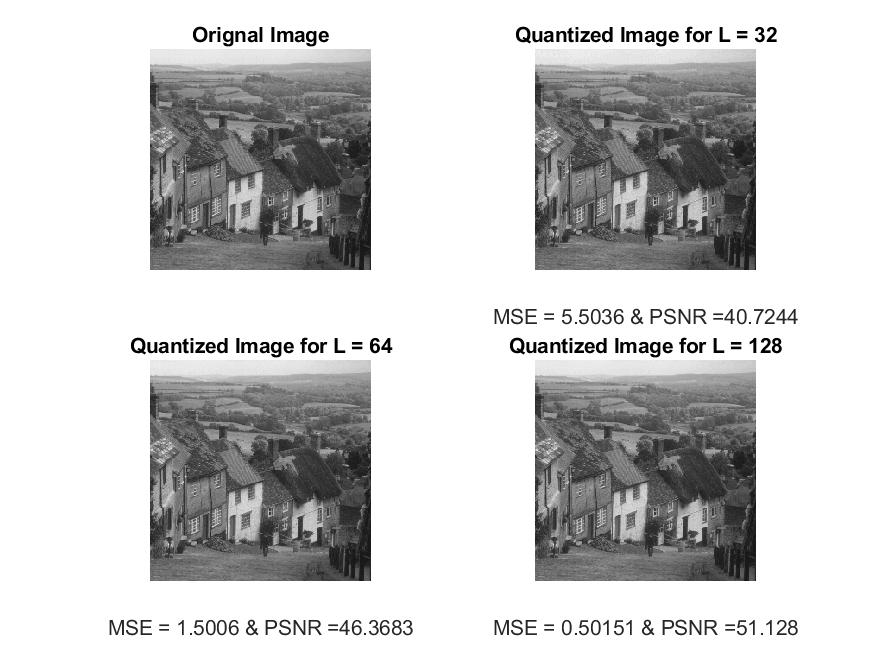 Orignal Image
Quantized Image for L = 32
MSE = 5.5036 & PSNR =40.7244
Quantized Image for L = 64
Quantized Image for L = 128
MSE = 1.5006 & PSNR =46.3683
MSE = 0.50151 & PSNR =51.128